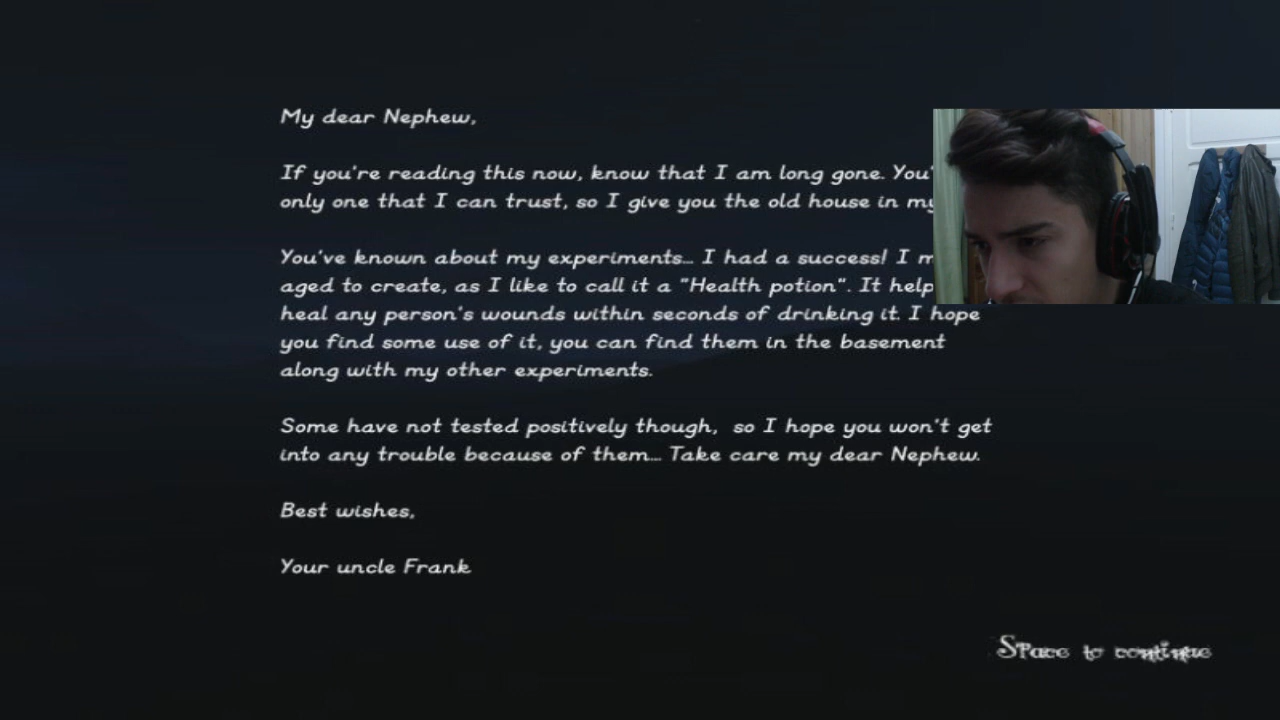 My dear Nephew,
If you're reading this now, know that I am long gone.
only one that I can trust, so I give you the old house in my
You've known about my experiments... I had a success! I
aged to create, as I like to call it a "Health potion". It
heal any person's wounds within seconds of drinking it. I hope
you find some use of it, you can find them in the basement
along with my other experiments.
Some have not tested positively though, so I hope you won't get
into any trouble because of them... Take care my dear Nephew.
Best wishes,
Your uncle Frank
Space to continue